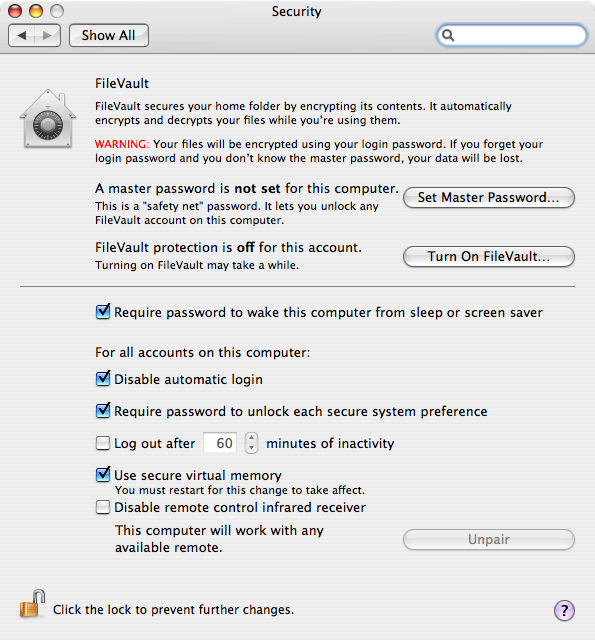 Security
Show All
FileVault
FileVault secures your home folder by encrypting its contents. It automatically
encrypts and decrypts your files while you're using them.
WARNING: Your files will be encrypted using your login password. If you forget your
login password and you don't know the master password, your data will be lost.
A master password is not set for this computer.
This is a "safety net" password. It lets you unlock any
FileVault account on this computer.
Set Master Password...
FileVault protection is off for this account.
Turning on FileVault may take a while.
Turn On FileVault...
Require password to wake this computer from sleep or screen saver
For all accounts on this computer:
Disable automatic login
Require password to unlock each secure system preference
Log out after 60 minutes of inactivity
Use secure virtual memory
You must restart for this change to take affect.
Disable remote control infrared receiver
This computer will work with any
available remote.
Unpair
Click the lock to prevent further changes.
?